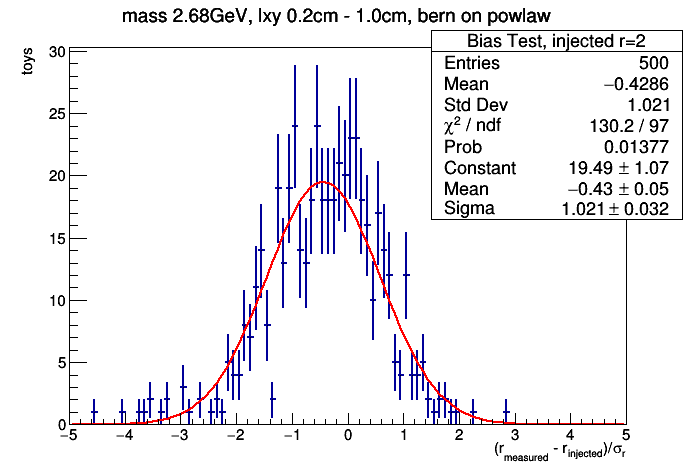 mass 2.68GeV, lxy 0.2cm - 1.0cm, bern on powlaw
Bias Test, injected r=2
Entries 500
Mean −0.4286
Std Dev 1.021
χ² / ndf 130.2 / 97
Prob 0.01377
Constant 19.49 ± 1.07
Mean −0.43 ± 0.05
Sigma 1.021 ± 0.032
toys
30
25
20
15
10
5
0
−5 −4 −3 −2 −1 0 1 2 3 4 5
(r_measured - r_injected)/σ_r